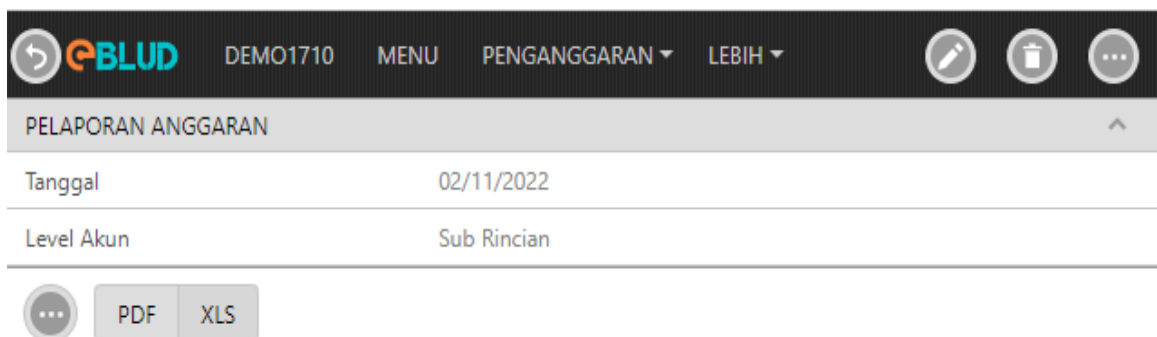 eBLUD DEMO1710 MENU PENGANGGARAN LEBIH
PELAPORAN ANGGARAN
Tanggal 02/11/2022
Level Akun Sub Rincian
PDF XLS